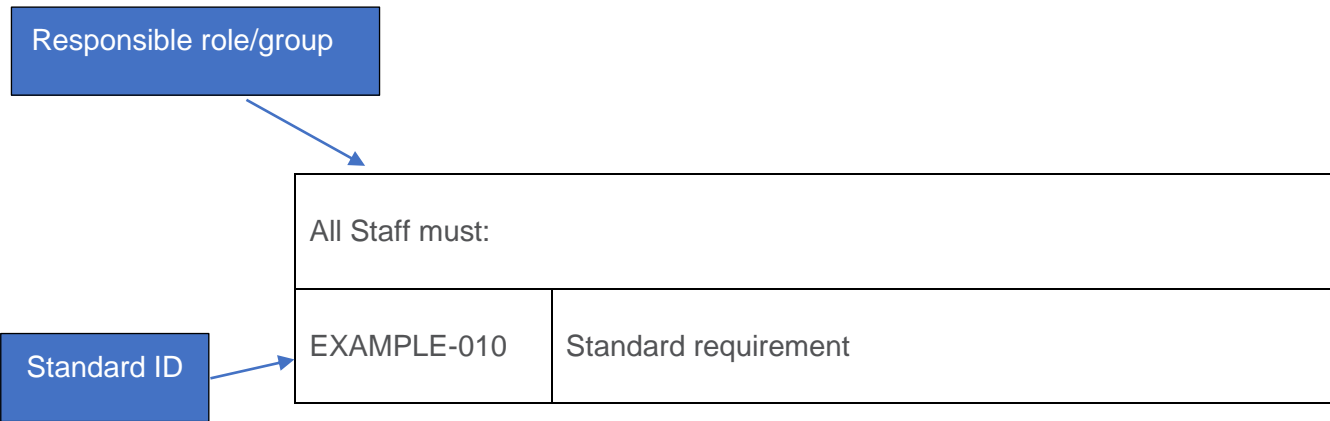 Responsible role/group
All Staff must:
EXAMPLE-010 Standard requirement
Standard ID